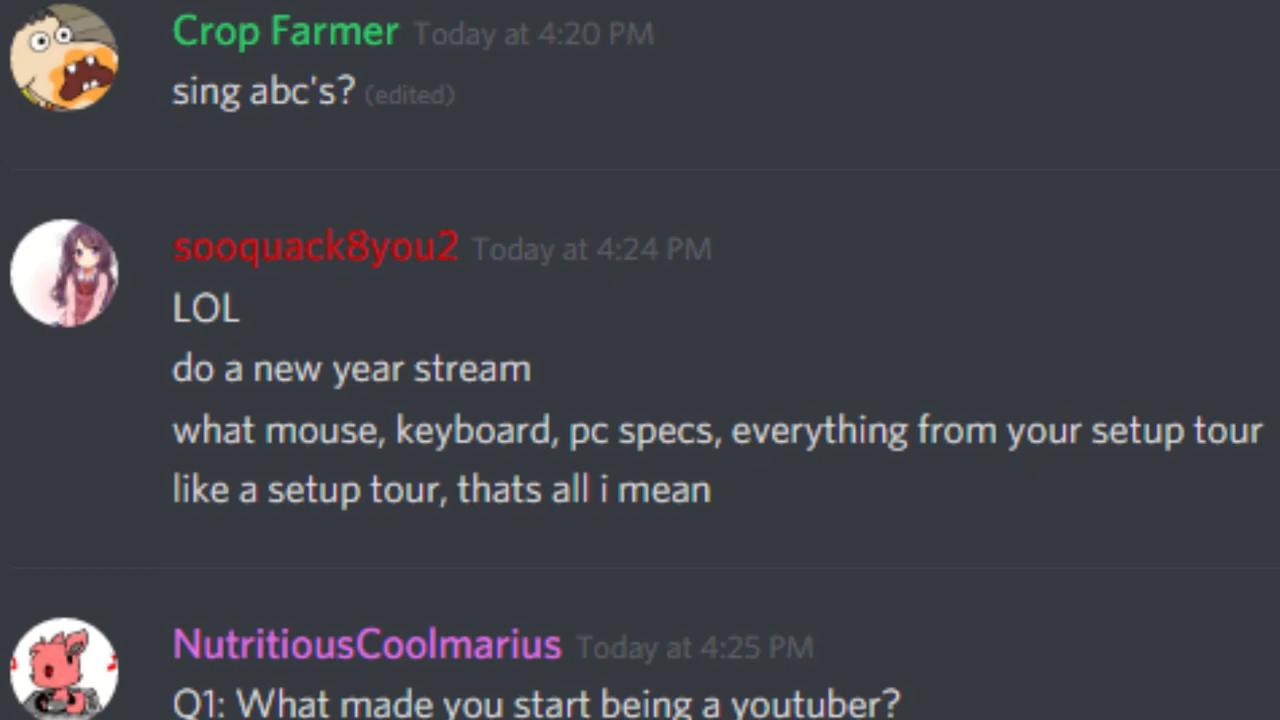 Crop Farmer Today at 4:20 PM
sing abc's? (edited)
sooquack8you2 Today at 4:24 PM
LOL
do a new year stream
what mouse, keyboard, pc specs, everything from your setup tour
like a setup tour, thats all i mean
NutritiousCoolmarius Today at 4:25 PM
Q1: What made you start being a youtuber?